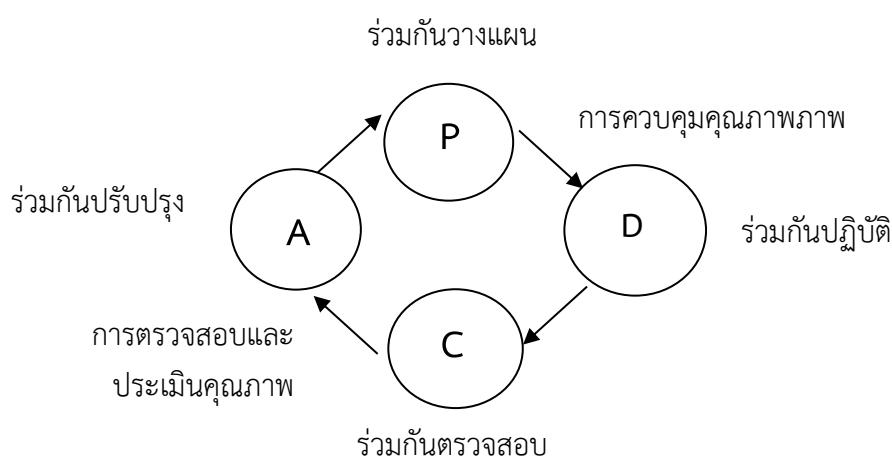 ร่วมกันวางแผน
P
การควบคุมคุณภาพภาพ
ร่วมกันปรับปรุง
A
D
ร่วมกันปฏิบัติ
การตรวจสอบและ
ประเมินคุณภาพ
C
ร่วมกันตรวจสอบ